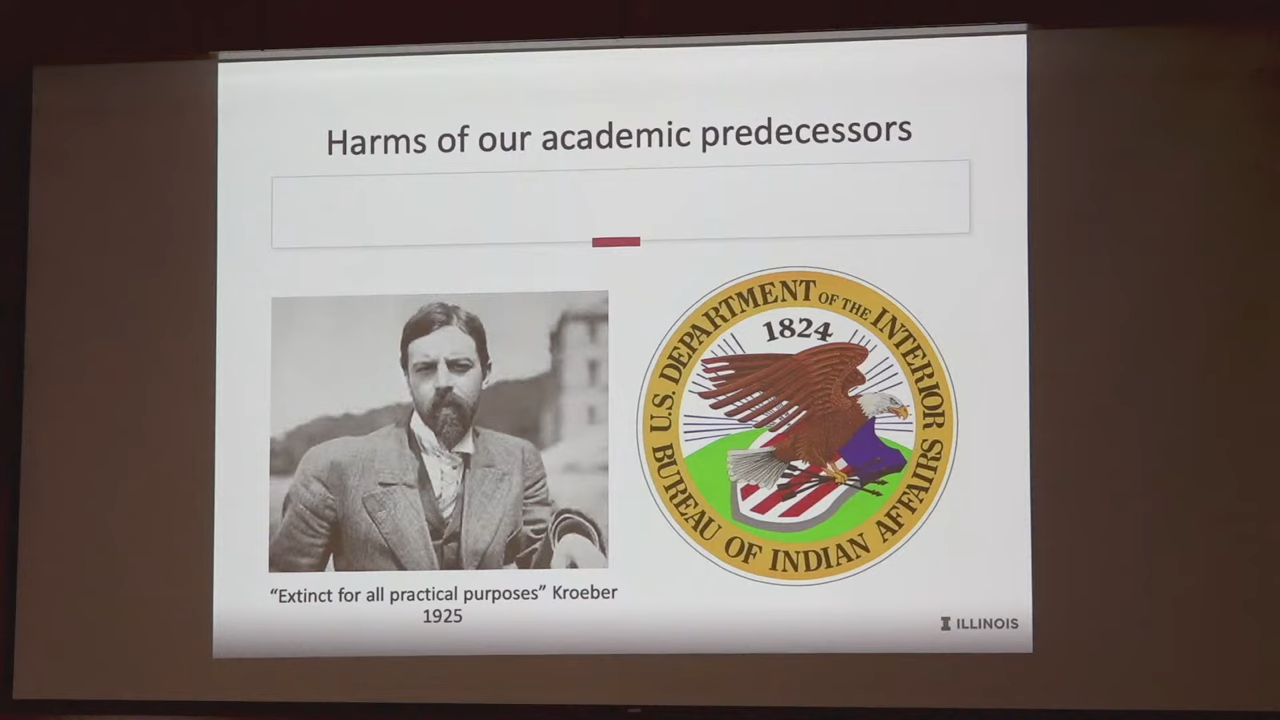 Harms of our academic predecessors
U.S. DEPARTMENT OF THE INTERIOR
1824
BUREAU OF INDIAN AFFAIRS
“Extinct for all practical purposes” Kroeber
1925
I ILLINOIS